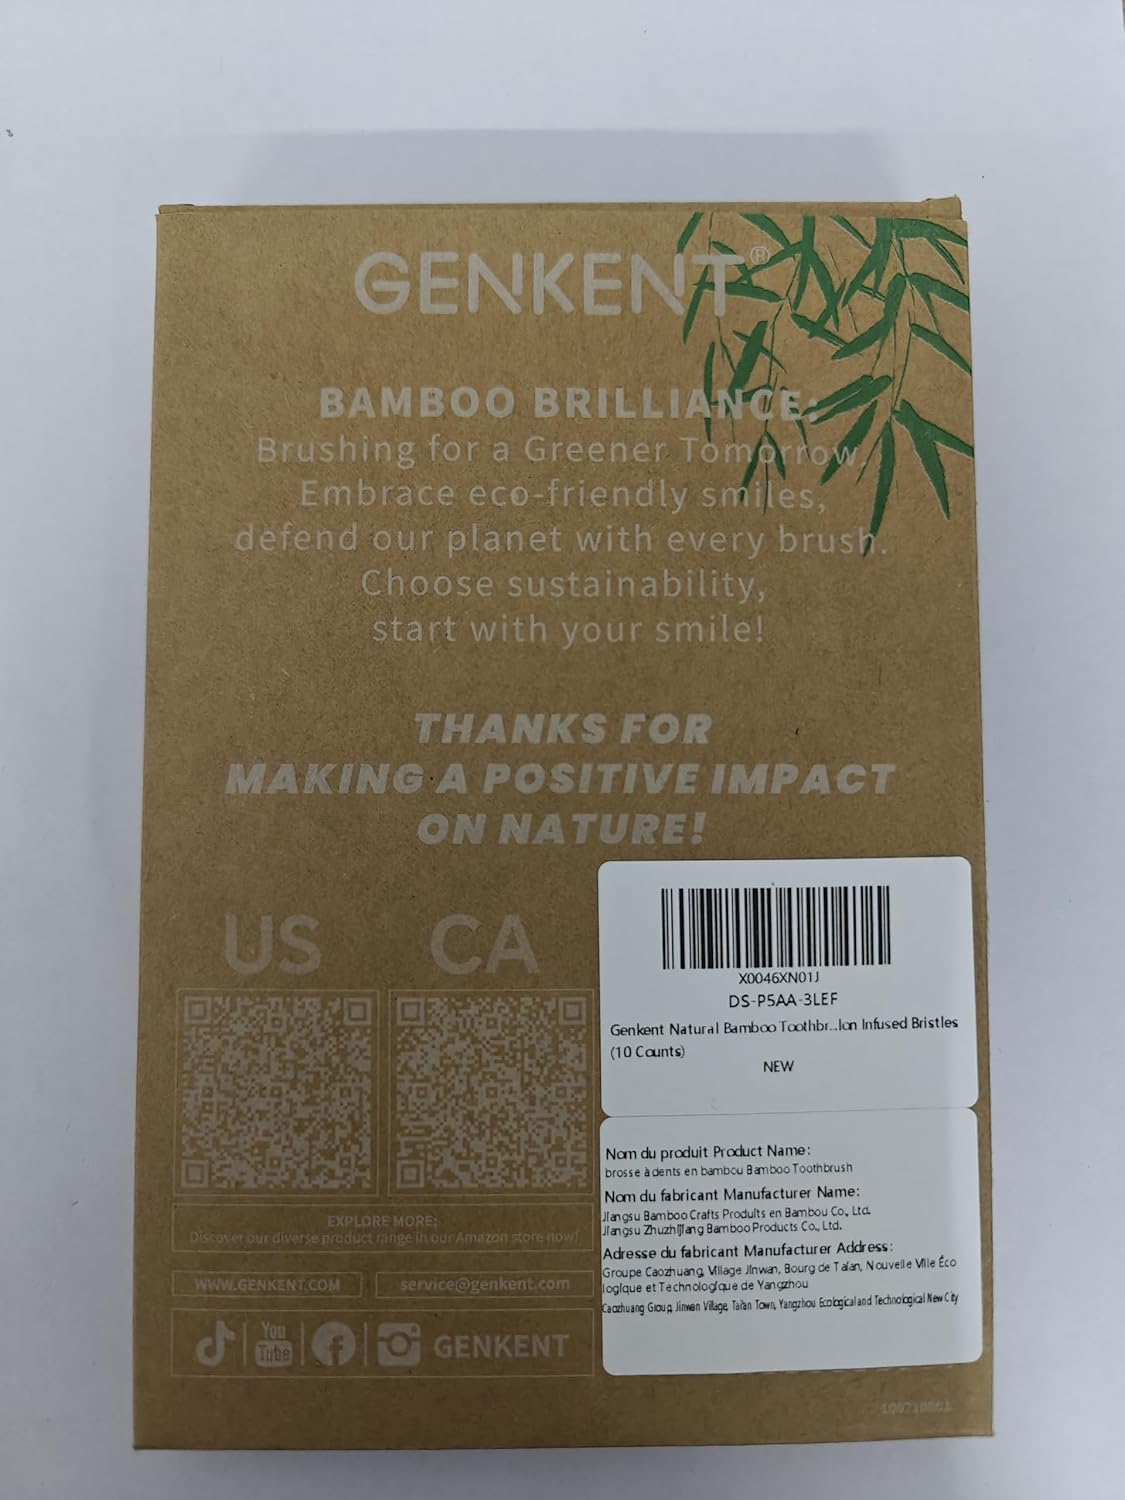 GENKENT®
BAMBOO BRILLIANCE:
Brushing for a Greener Tomorrow.
Embrace eco-friendly smiles,
defend our planet with every brush.
Choose sustainability,
start with your smile!
THANKS FOR
MAKING A POSITIVE IMPACT
ON NATURE!
US CA
EXPLORE MORE:
Discover our diverse product range in our Amazon store now!
WWW.GENKENT.COM service@genkent.com
You
Tube
GENKENT
X0046XN01J
DS-P5AA-3LEF
Genkent Natural Bamboo Toothbr...Ion Infused Bristles
(10 Counts)
NEW
Nom du produit Product Name:
brosse à dents en bambou Bamboo Toothbrush
Nom du fabricant Manufacturer Name:
Jiangsu Bamboo Crafts Produits en Bambou Co., Ltd.
Jiangsu Zhuzhijiang Bamboo Products Co., Ltd.
Adresse du fabricant Manufacturer Address:
Groupe Caozhuang, Village Jinwan, Bourg de Taian, Nouvelle Ville Éco
logique et Technologique de Yangzhou
Caozhuang Group, Jinwan Village, Tai'an Town, Yangzhou Ecological and Technological New City